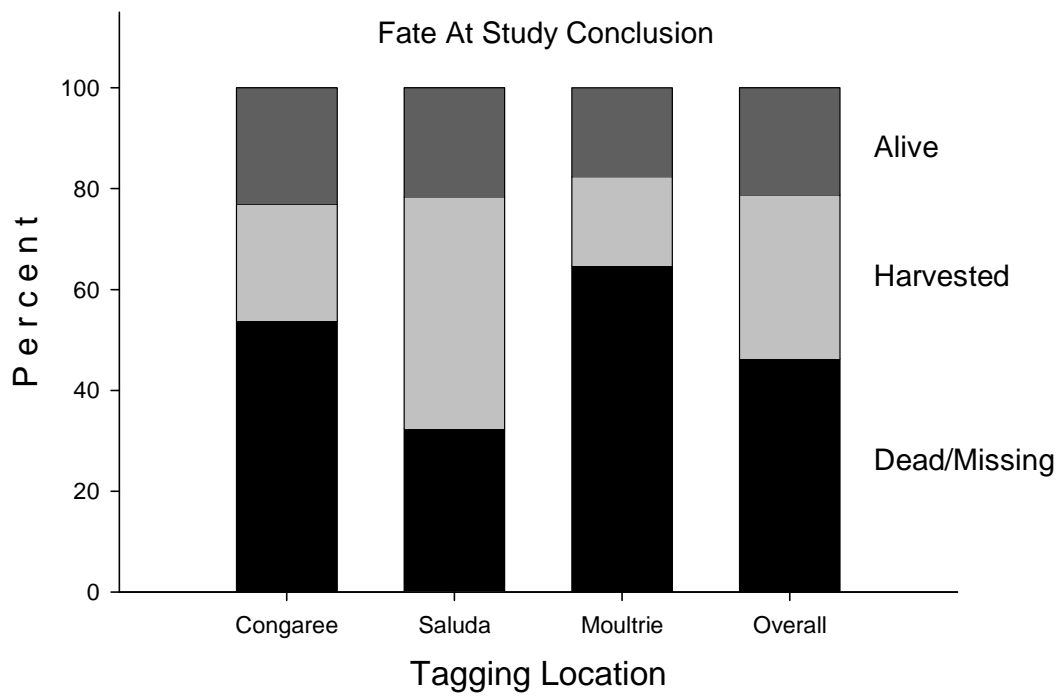 Fate At Study Conclusion
100
80
60
40
20
0
Percent
Alive
Harvested
Dead/Missing
Congaree
Saluda
Moultrie
Overall
Tagging Location